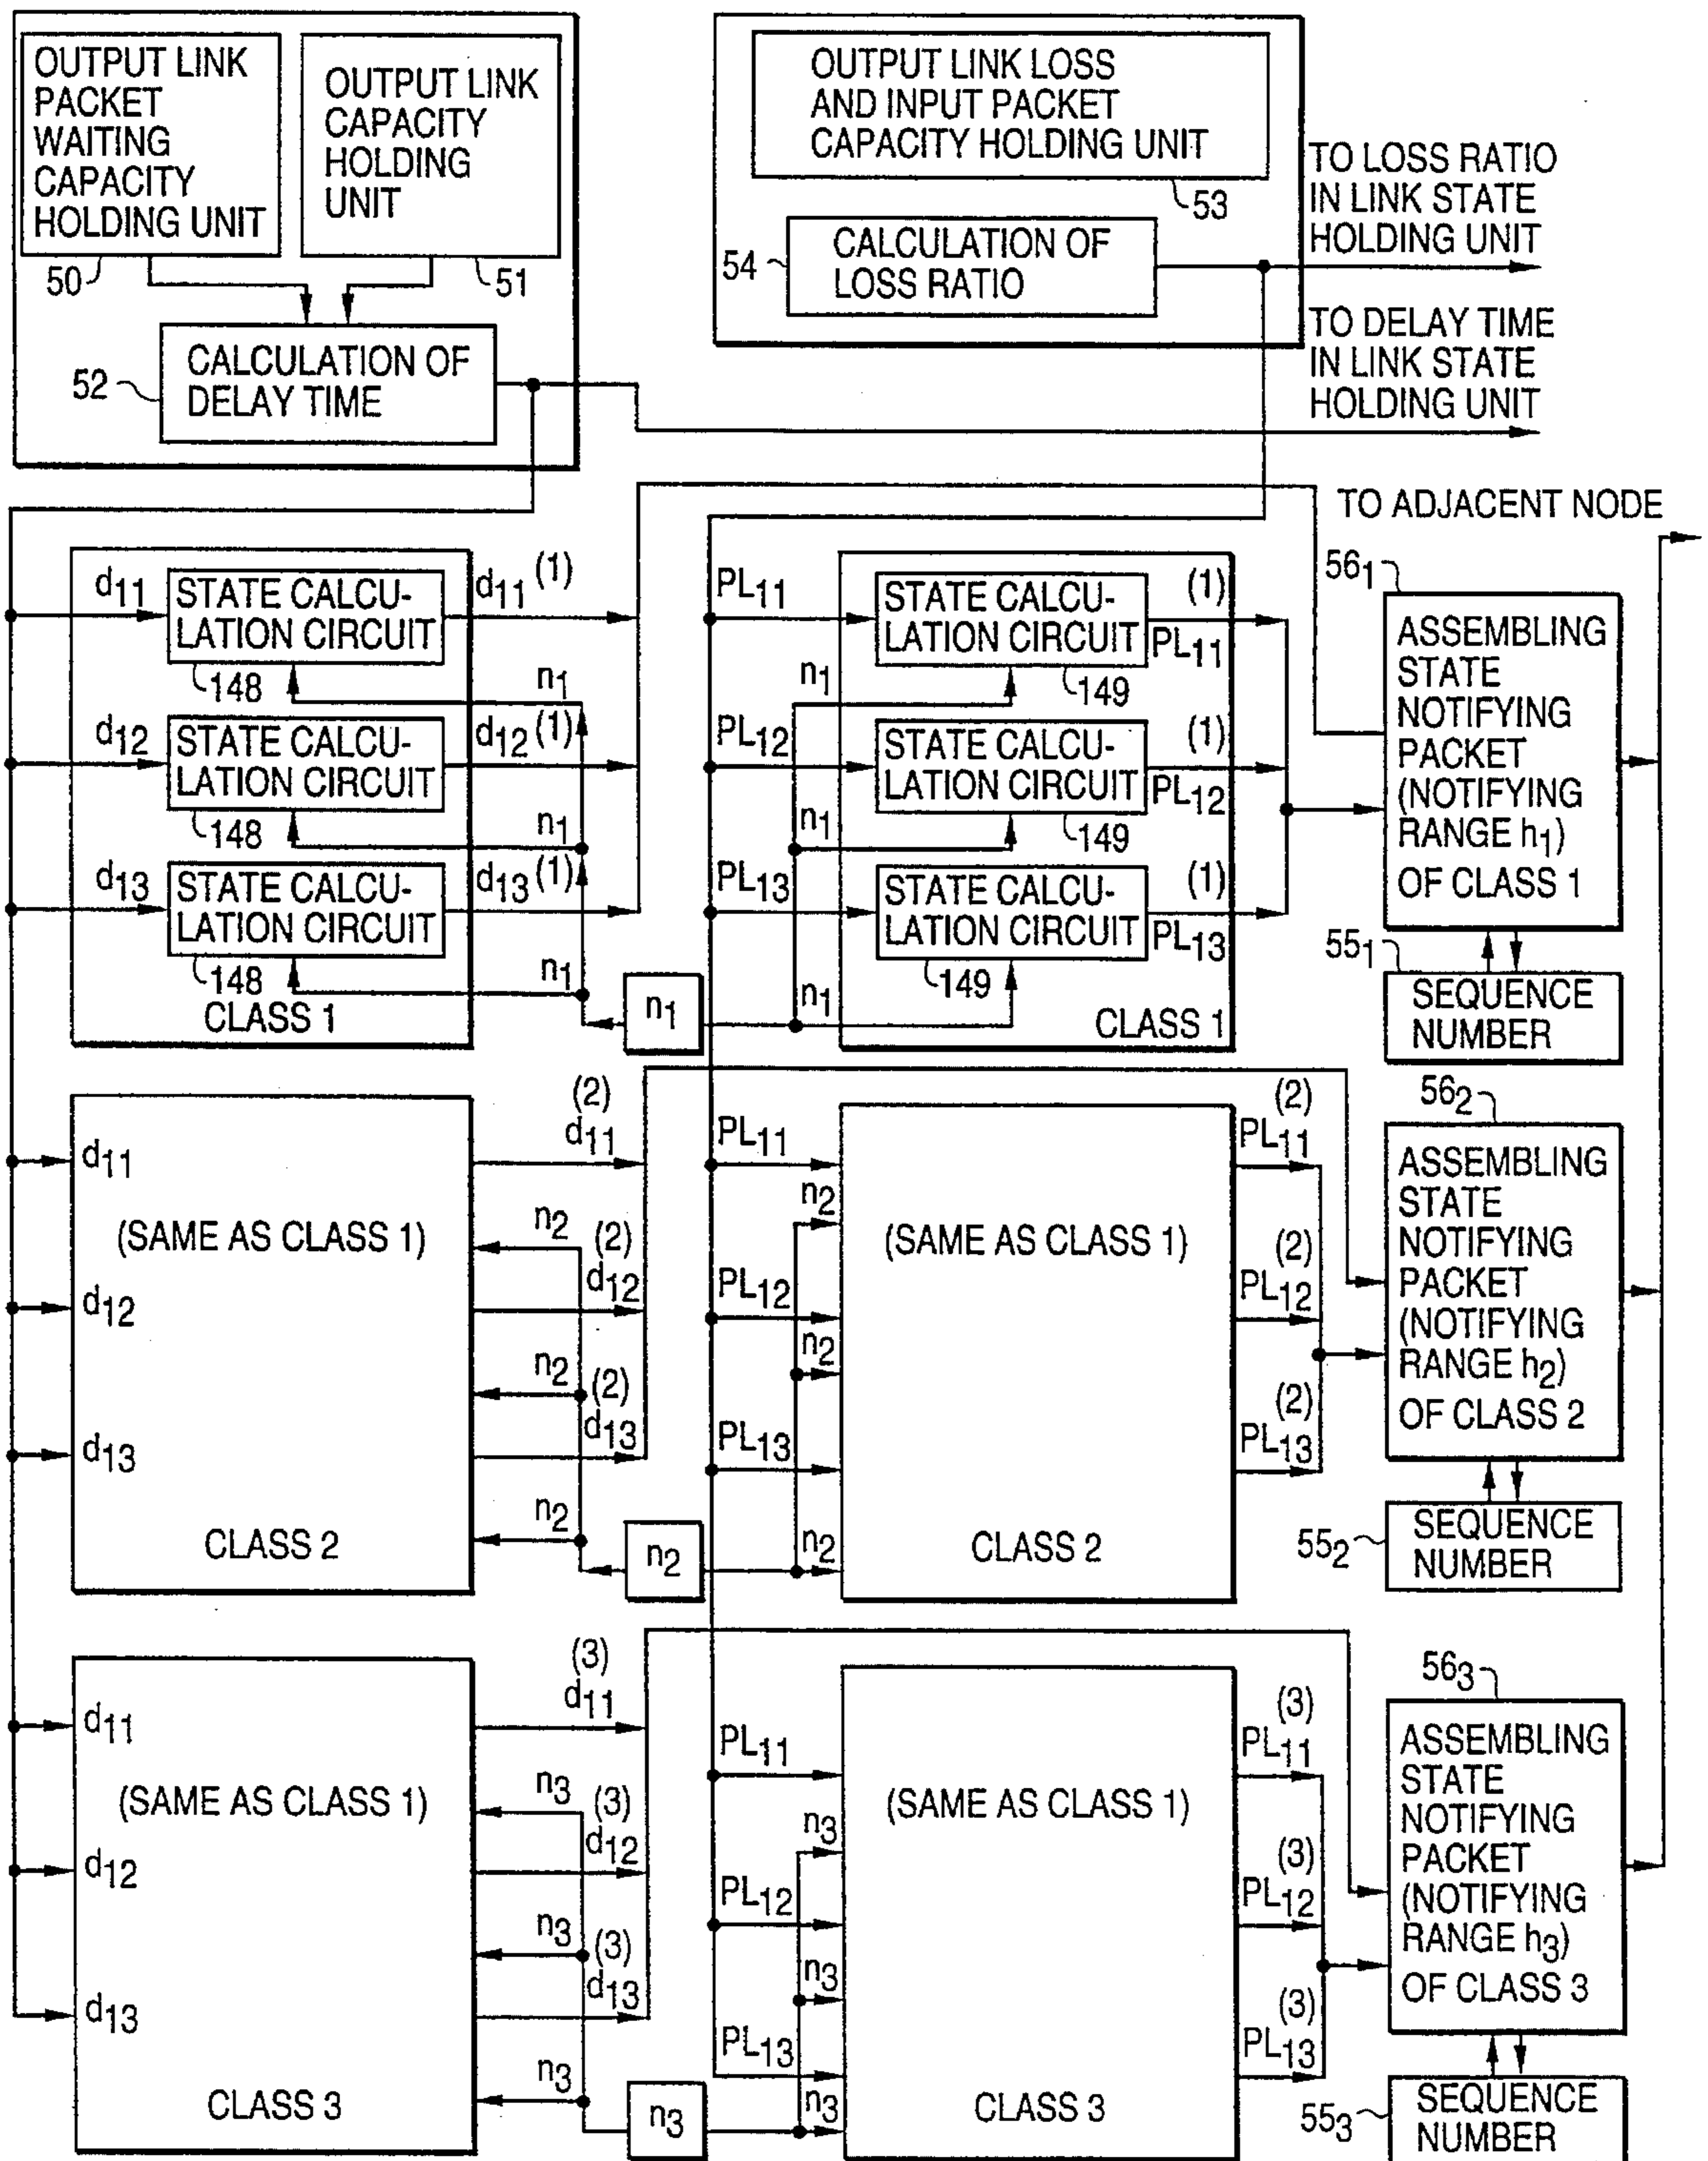 OUTPUT LINK
PACKET
WAITING
CAPACITY
HOLDING UNIT
50
OUTPUT LINK
CAPACITY
HOLDING
UNIT
51
52
CALCULATION OF
DELAY TIME
OUTPUT LINK LOSS
AND INPUT PACKET
CAPACITY HOLDING UNIT
53
54
CALCULATION OF
LOSS RATIO
TO LOSS RATIO
IN LINK STATE
HOLDING UNIT
TO DELAY TIME
IN LINK STATE
HOLDING UNIT
TO ADJACENT NODE
d11
STATE CALCU-
LATION CIRCUIT
148
d11 (1)
n1
d12
STATE CALCU-
LATION CIRCUIT
148
d12 (1)
n1
d13
STATE CALCU-
LATION CIRCUIT
148
d13 (1)
n1
CLASS 1
n1
PL11
STATE CALCU-
LATION CIRCUIT
149
(1)
PL11
n1
PL12
STATE CALCU-
LATION CIRCUIT
149
(1)
PL12
n1
PL13
STATE CALCU-
LATION CIRCUIT
149
(1)
PL13
n1
CLASS 1
561
ASSEMBLING
STATE
NOTIFYING
PACKET
(NOTIFYING
RANGE h1)
OF CLASS 1
551
SEQUENCE
NUMBER
d11
(SAME AS CLASS 1)
d12
d13
CLASS 2
(2)
d11
n2
(2)
d12
n2
(2)
d13
n2
n2
PL11
n2
PL12
n2
PL13
n2
(SAME AS CLASS 1)
CLASS 2
(2)
PL11
(2)
PL12
(2)
PL13
562
ASSEMBLING
STATE
NOTIFYING
PACKET
(NOTIFYING
RANGE h2)
OF CLASS 2
552
SEQUENCE
NUMBER
d11
(SAME AS CLASS 1)
d12
d13
CLASS 3
(3)
d11
n3
(3)
d12
n3
(3)
d13
n3
n3
PL11
n3
PL12
n3
PL13
n3
(SAME AS CLASS 1)
CLASS 3
(3)
PL11
(3)
PL12
(3)
PL13
563
ASSEMBLING
STATE
NOTIFYING
PACKET
(NOTIFYING
RANGE h3)
OF CLASS 3
553
SEQUENCE
NUMBER